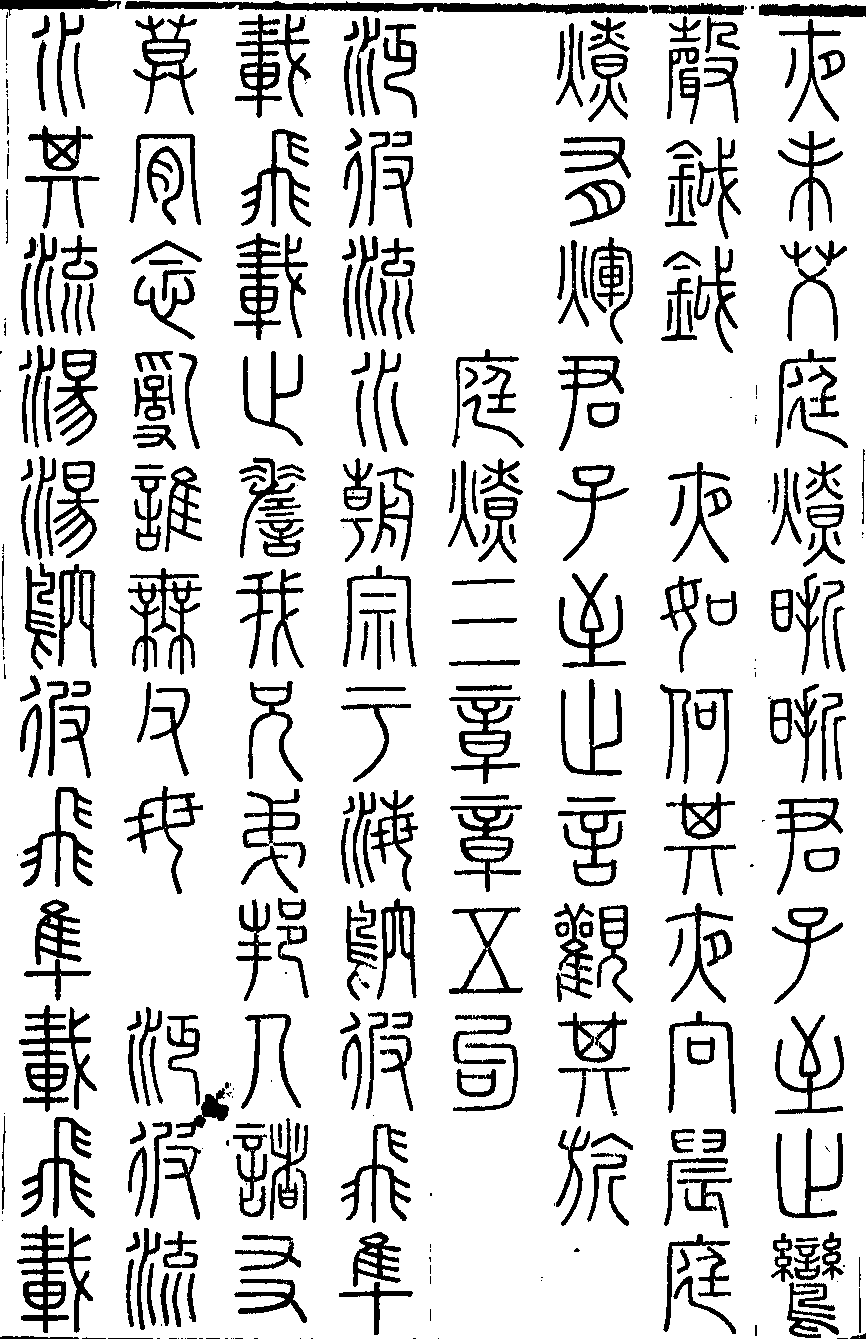 夜未艾庭燎晣晣君子至止鸞
聲鉞鉞　夜如何其夜向晨庭
燎有煇君子至止言觀其旂
庭燎三章章五句
沔彼流水朝宗于海鴥彼飛隼
載飛載止嗟我兄弟邦人諸友
莫肯念亂誰無父母　沔彼流
水其流湯湯鴥彼飛隼載飛載